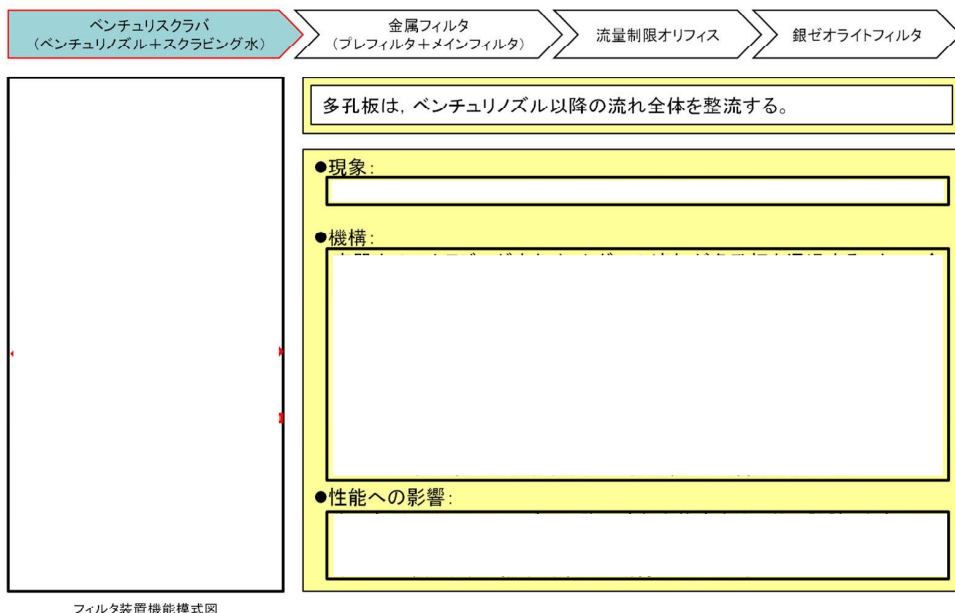 ベンチュリスクラバ
(ベンチュリノズル＋スクラビング水)
金属フィルタ
(プレフィルタ＋メインフィルタ)
流量制限オリフィス
銀ゼオライトフィルタ
多孔板は，ベンチュリノズル以降の流れ全体を整流する。
●現象：
●機構：
●性能への影響：
フィルタ装置機能模式図